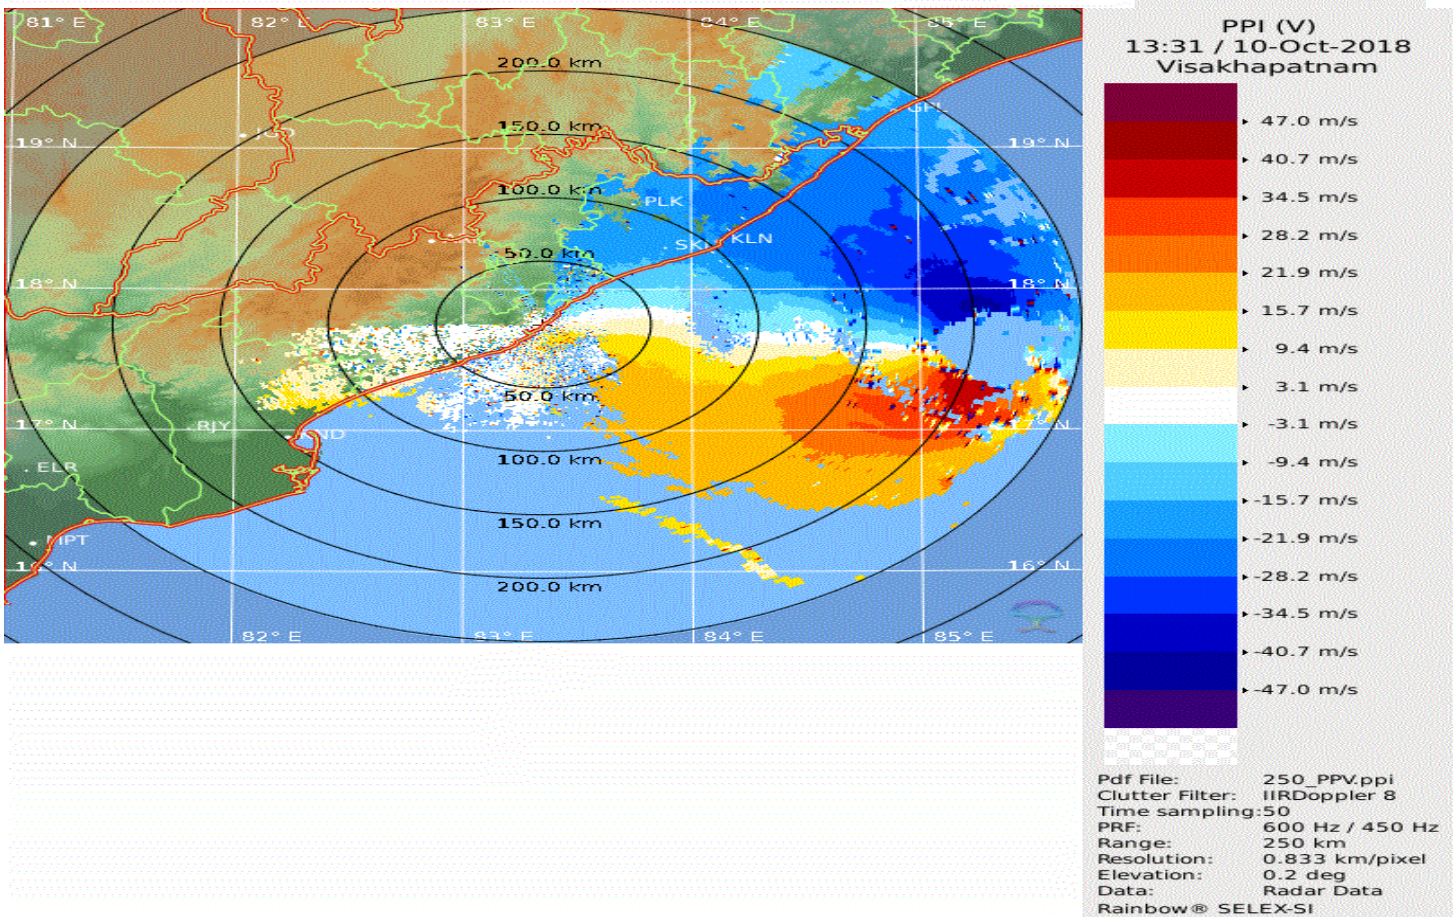 81° E 82° E 83° E 84° E 85° E
200.0 km
150.0 km
19° N 19° N
100.0 km
PLK
KLN
50.0 km
18° N 18° N
50.0 km
17° N 17° N
RJY
100.0 km
ELR
150.0 km
MPT
16° N 16° N
200.0 km
82° E 83° E 84° E 85° E
PPI (V)
13:31 / 10-Oct-2018
Visakhapatnam
47.0 m/s
40.7 m/s
34.5 m/s
28.2 m/s
21.9 m/s
15.7 m/s
9.4 m/s
3.1 m/s
-3.1 m/s
-9.4 m/s
-15.7 m/s
-21.9 m/s
-28.2 m/s
-34.5 m/s
-40.7 m/s
-47.0 m/s
Pdf File: 250_PPV.ppi
Clutter Filter: IIRDoppler 8
Time sampling:50
PRF: 600 Hz / 450 Hz
Range: 250 km
Resolution: 0.833 km/pixel
Elevation: 0.2 deg
Data: Radar Data
Rainbow® SELEX-SI